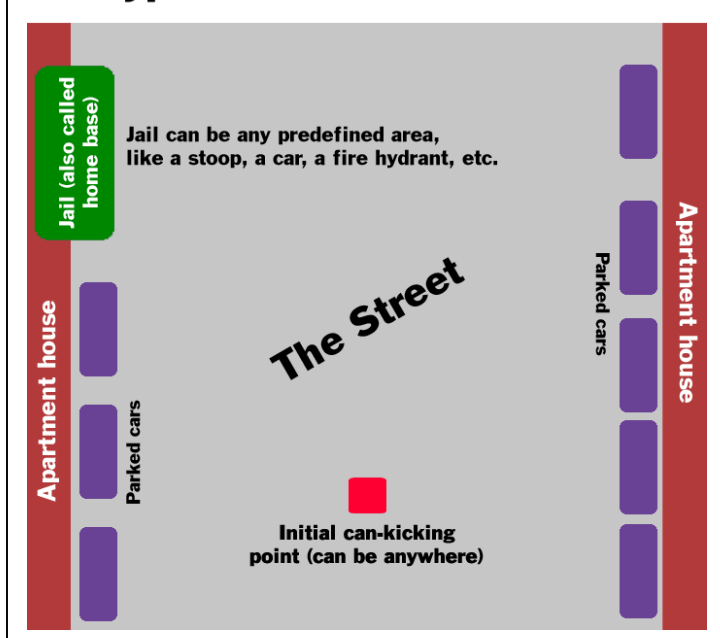 Jail (also called
home base)
Jail can be any predefined area,
like a stoop, a car, a fire hydrant, etc.
The Street
Parked cars
Apartment house
Apartment house
Parked cars
Initial can-kicking
point (can be anywhere)